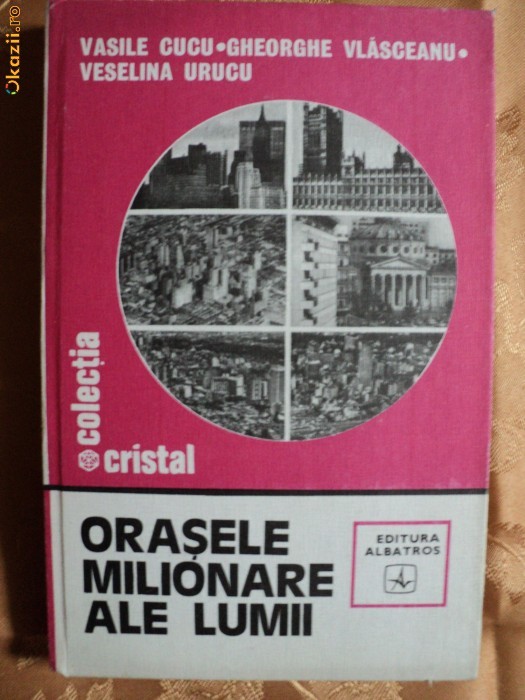 Okazii.ro
VASILE CUCU•GHEORGHE VLĂSCEANU•
VESELINA URUCU
colecția
cristal
ORAȘELE
MILIONARE
ALE LUMII
EDITURA
ALBATROS